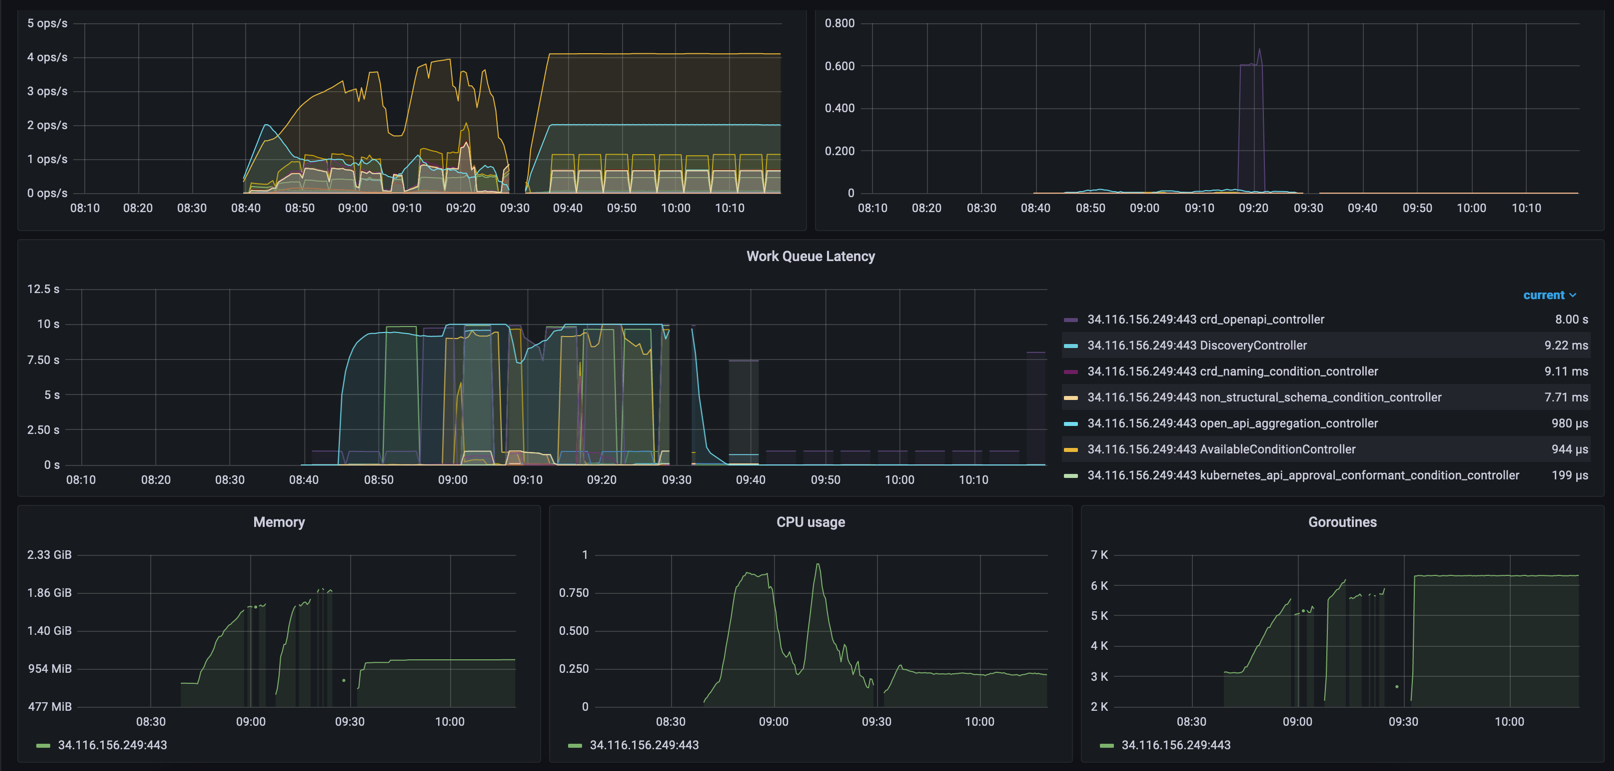 5 ops/s
4 ops/s
3 ops/s
2 ops/s
1 ops/s
0 ops/s
08:10 08:20 08:30 08:40 08:50 09:00 09:10 09:20 09:30 09:40 09:50 10:00 10:10
0.800
0.600
0.400
0.200
0
08:10 08:20 08:30 08:40 08:50 09:00 09:10 09:20 09:30 09:40 09:50 10:00 10:10
Work Queue Latency
12.5 s
10 s
7.50 s
5 s
2.50 s
0 s
08:10 08:20 08:30 08:40 08:50 09:00 09:10 09:20 09:30 09:40 09:50 10:00 10:10
current
34.116.156.249:443 crd_openapi_controller 8.00 s
34.116.156.249:443 DiscoveryController 9.22 ms
34.116.156.249:443 crd_naming_condition_controller 9.11 ms
34.116.156.249:443 non_structural_schema_condition_controller 7.71 ms
34.116.156.249:443 open_api_aggregation_controller 980 µs
34.116.156.249:443 AvailableConditionController 944 µs
34.116.156.249:443 kubernetes_api_approval_conformant_condition_controller 199 µs
Memory
2.33 GiB
1.86 GiB
1.40 GiB
954 MiB
477 MiB
08:30 09:00 09:30 10:00
34.116.156.249:443
CPU usage
1
0.750
0.500
0.250
0
08:30 09:00 09:30 10:00
34.116.156.249:443
Goroutines
7 K
6 K
5 K
4 K
3 K
2 K
08:30 09:00 09:30 10:00
34.116.156.249:443